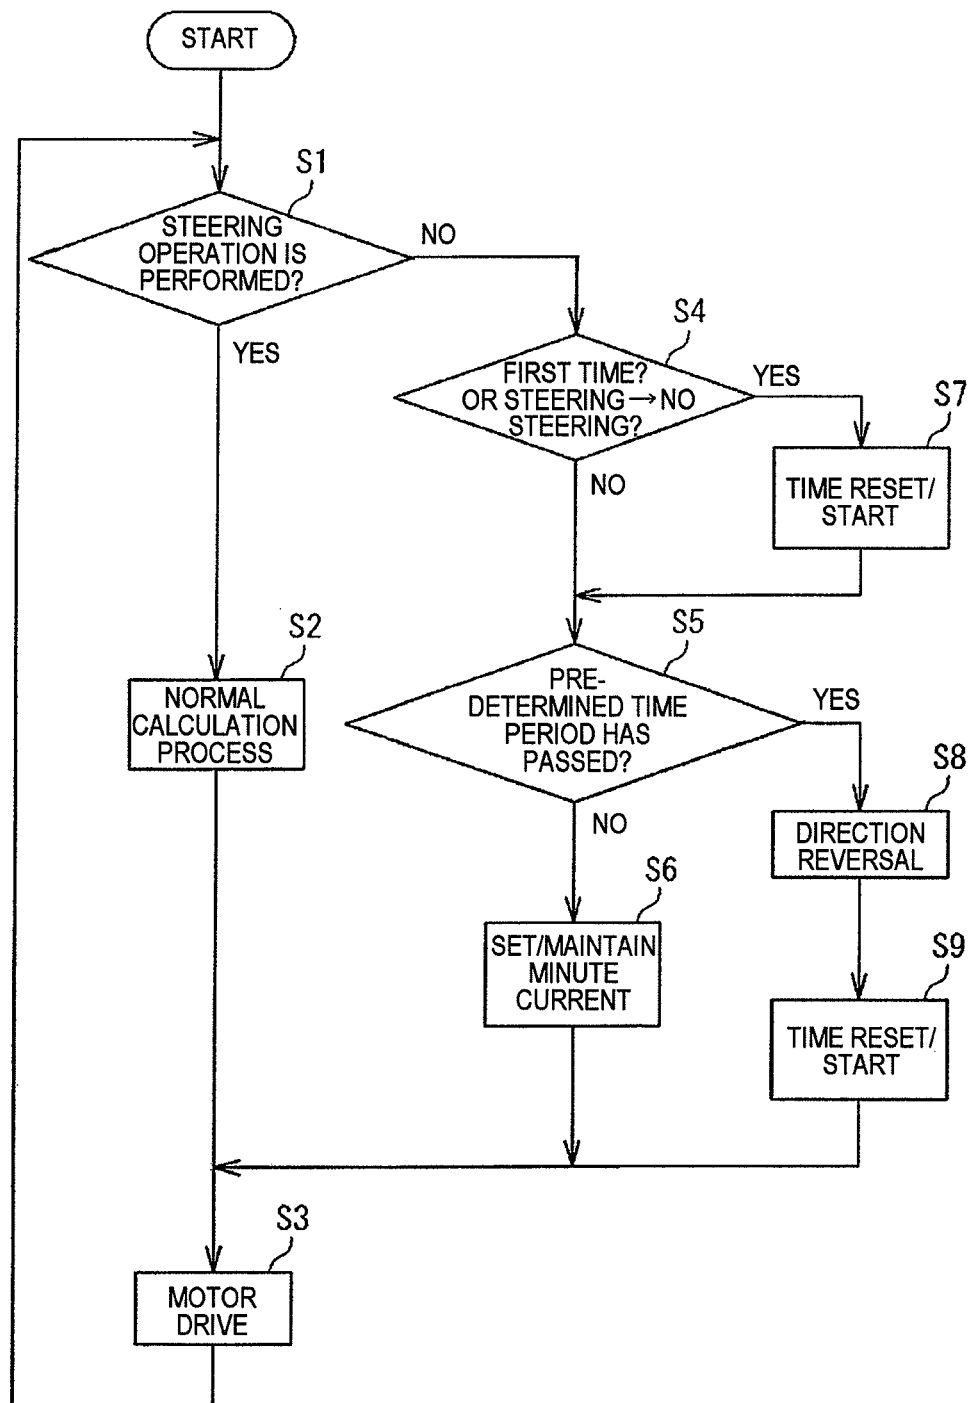 START
S1
STEERING
OPERATION IS
PERFORMED?
NO
YES
S4
FIRST TIME?
OR STEERING→NO
STEERING?
YES
NO
S7
TIME RESET/
START
S2
NORMAL
CALCULATION
PROCESS
S5
PRE-
DETERMINED TIME
PERIOD HAS
PASSED?
YES
NO
S8
DIRECTION
REVERSAL
S6
SET/MAINTAIN
MINUTE
CURRENT
S9
TIME RESET/
START
S3
MOTOR
DRIVE